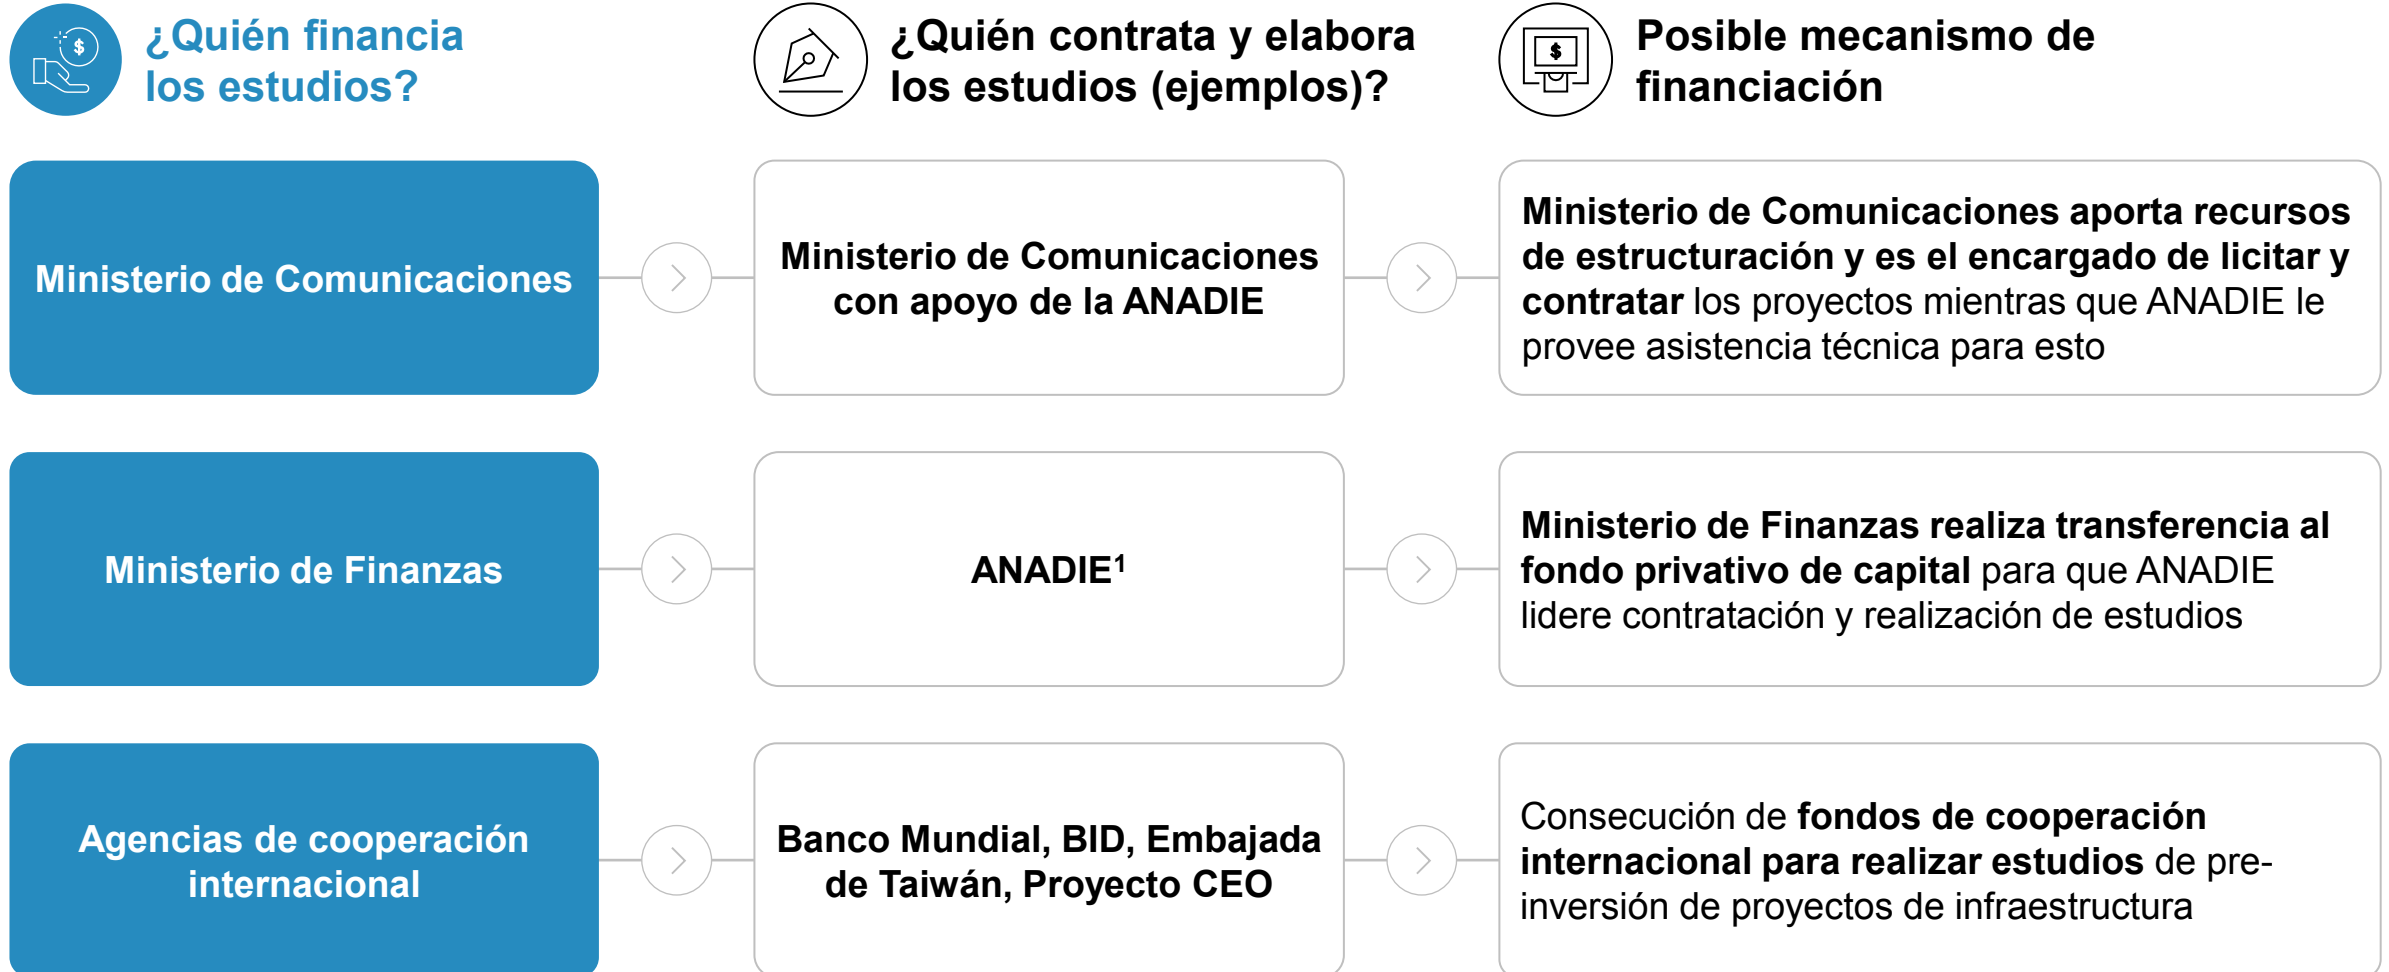 ¿Quién financia
los estudios?
¿Quién contrata y elabora
los estudios (ejemplos)?
Posible mecanismo de
financiación
Ministerio de Comunicaciones
Ministerio de Comunicaciones
con apoyo de la ANADIE
Ministerio de Comunicaciones aporta recursos
de estructuración y es el encargado de licitar y
contratar los proyectos mientras que ANADIE le
provee asistencia técnica para esto
Ministerio de Finanzas
ANADIE¹
Ministerio de Finanzas realiza transferencia al
fondo privativo de capital para que ANADIE
lidere contratación y realización de estudios
Agencias de cooperación
internacional
Banco Mundial, BID, Embajada
de Taiwán, Proyecto CEO
Consecución de fondos de cooperación
internacional para realizar estudios de pre-
inversión de proyectos de infraestructura